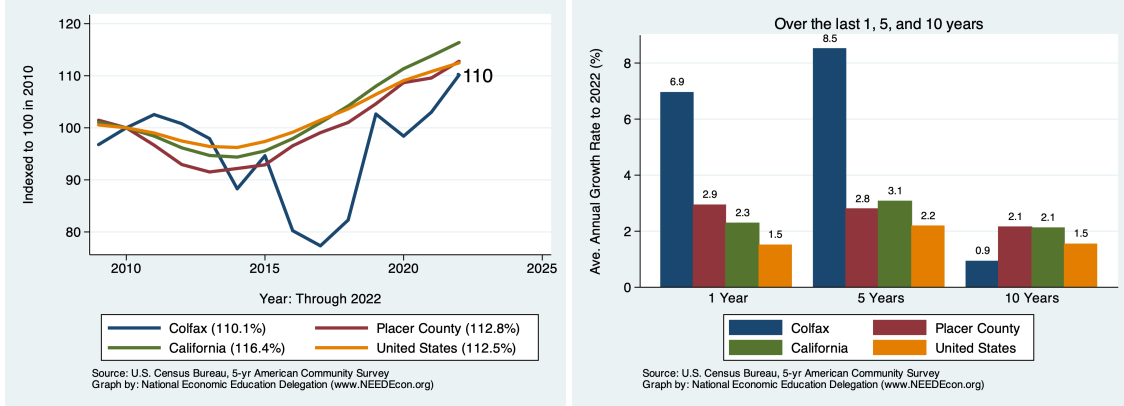 120
110
100
90
80
Indexed to 100 in 2010
110
2010
2015
2020
2025
Year: Through 2022
Colfax (110.1%)
Placer County (112.8%)
California (116.4%)
United States (112.5%)
Source: U.S. Census Bureau, 5-yr American Community Survey
Graph by: National Economic Education Delegation (www.NEEDEcon.org)
Over the last 1, 5, and 10 years
Ave. Annual Growth Rate to 2022 (%)
8
6
4
2
0
6.9
2.9
2.3
1.5
8.5
2.8
3.1
2.2
0.9
2.1
2.1
1.5
1 Year
5 Years
10 Years
Colfax
Placer County
California
United States
Source: U.S. Census Bureau, 5-yr American Community Survey
Graph by: National Economic Education Delegation (www.NEEDEcon.org)